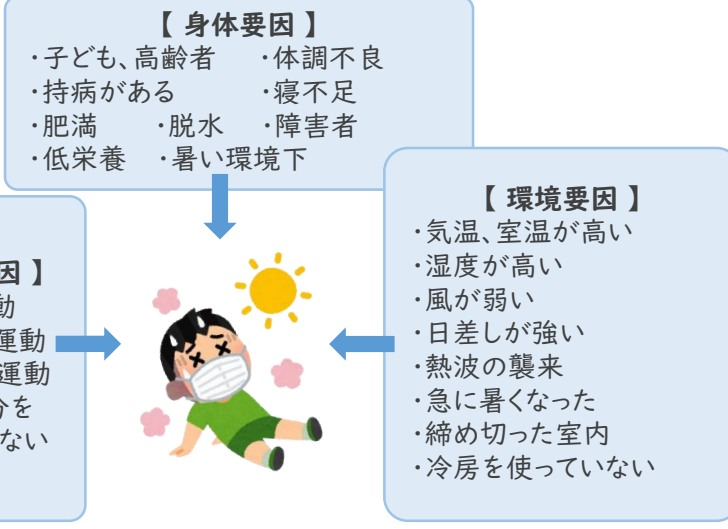 【 身体要因 】
・子ども、高齢者　・体調不良
・持病がある　・寝不足
・肥満　・脱水　・障害者
・低栄養　・暑い環境下
因 】
動
運動
運動
分を
ない
【 環境要因 】
・気温、室温が高い
・湿度が高い
・風が弱い
・日差しが強い
・熱波の襲来
・急に暑くなった
・締め切った室内
・冷房を使っていない